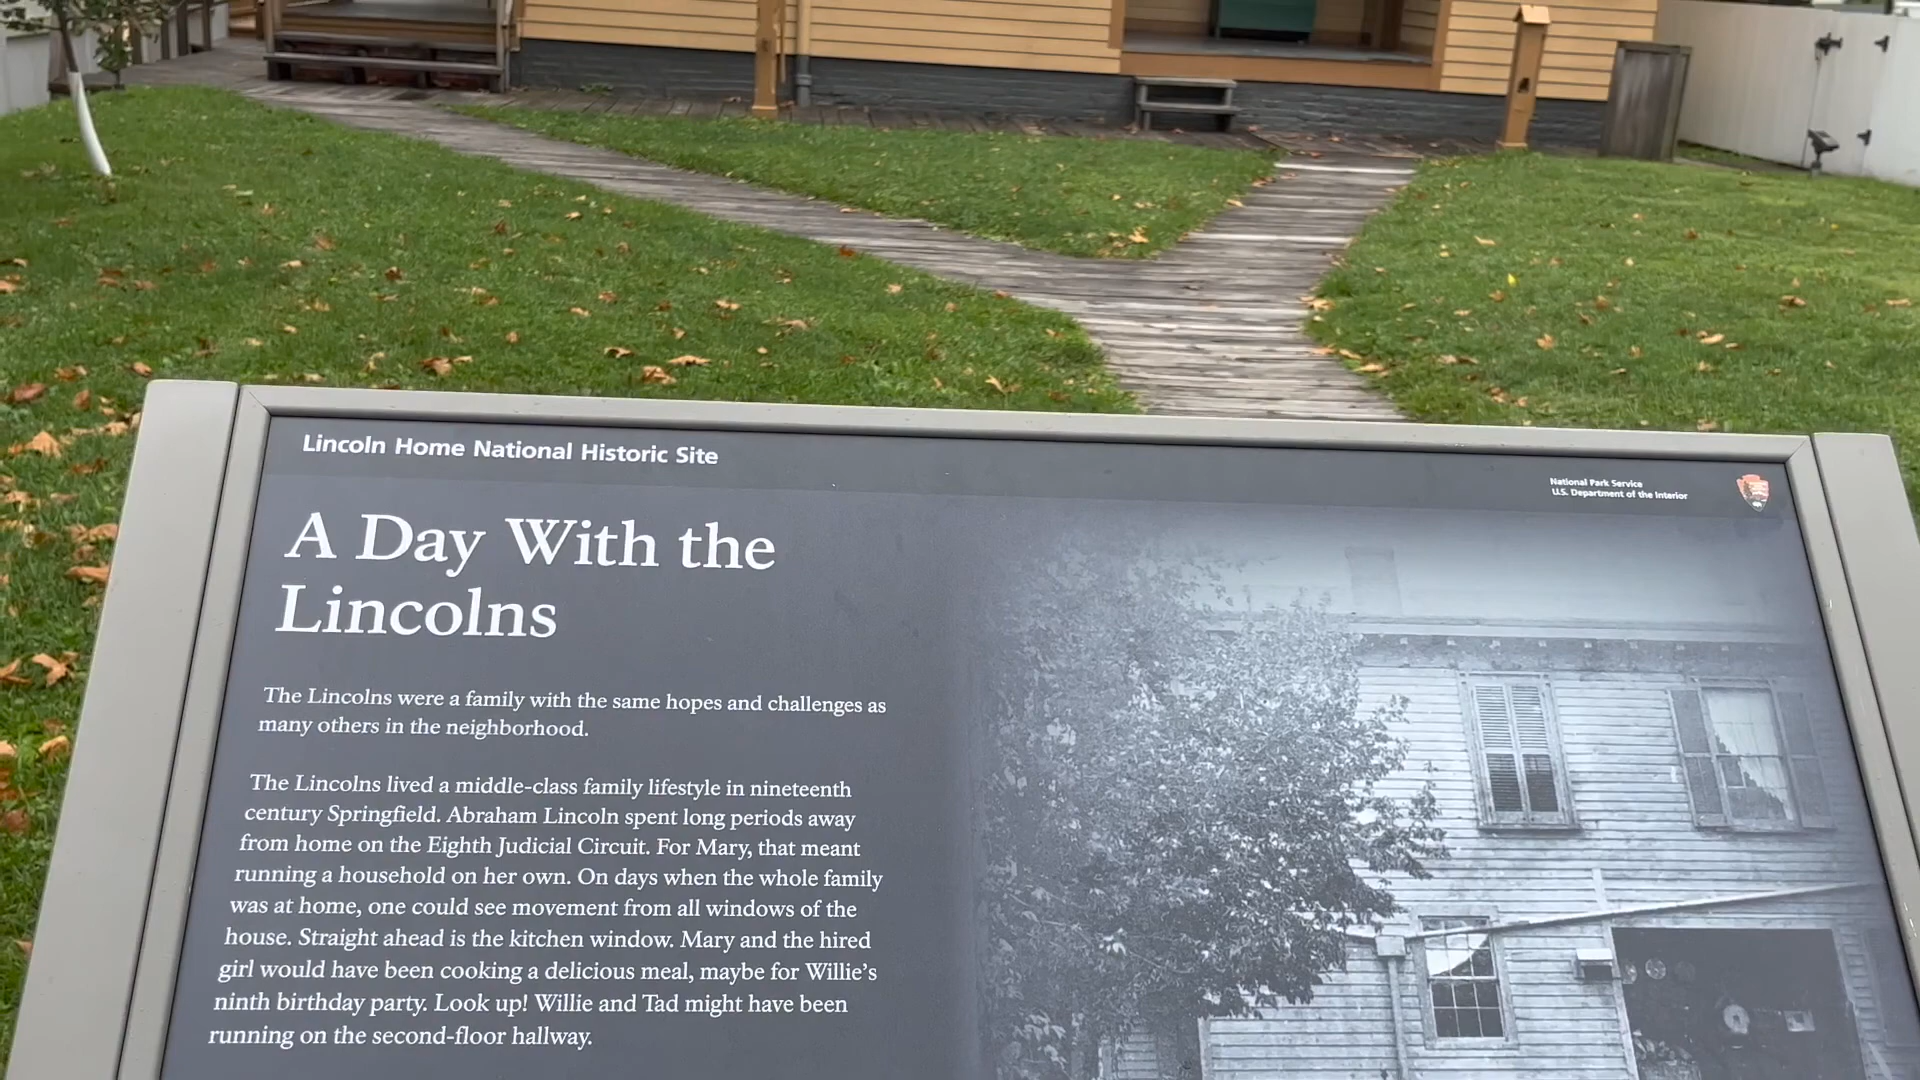 Lincoln Home National Historic Site
National Park Service
U.S. Department of the Interior
A Day With the
Lincolns
The Lincolns were a family with the same hopes and challenges as
many others in the neighborhood.
The Lincolns lived a middle-class family lifestyle in nineteenth
century Springfield. Abraham Lincoln spent long periods away
from home on the Eighth Judicial Circuit. For Mary, that meant
running a household on her own. On days when the whole family
was at home, one could see movement from all windows of the
house. Straight ahead is the kitchen window. Mary and the hired
girl would have been cooking a delicious meal, maybe for Willie’s
ninth birthday party. Look up! Willie and Tad might have been
running on the second-floor hallway.